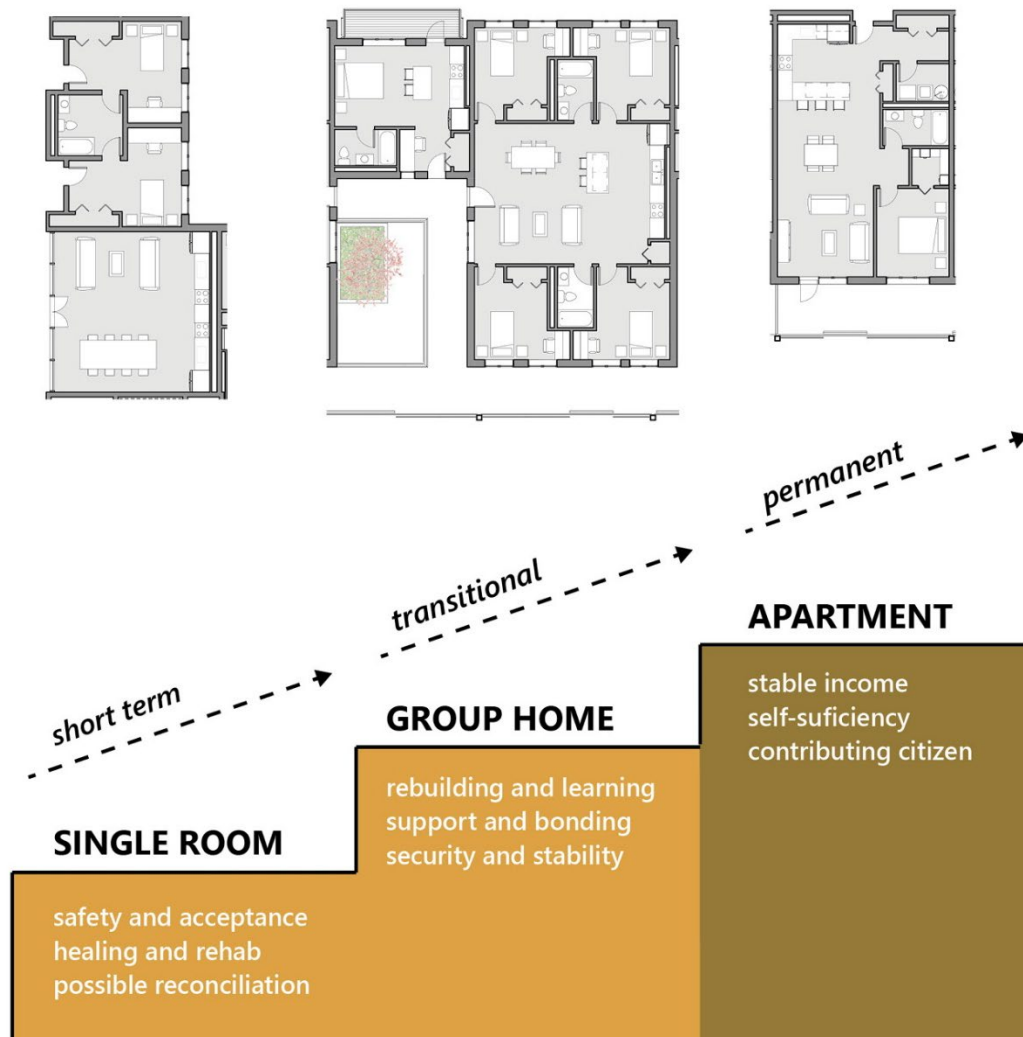 short term
transitional
permanent
SINGLE ROOM
safety and acceptance
healing and rehab
possible reconciliation
GROUP HOME
rebuilding and learning
support and bonding
security and stability
APARTMENT
stable income
self-suficiency
contributing citizen